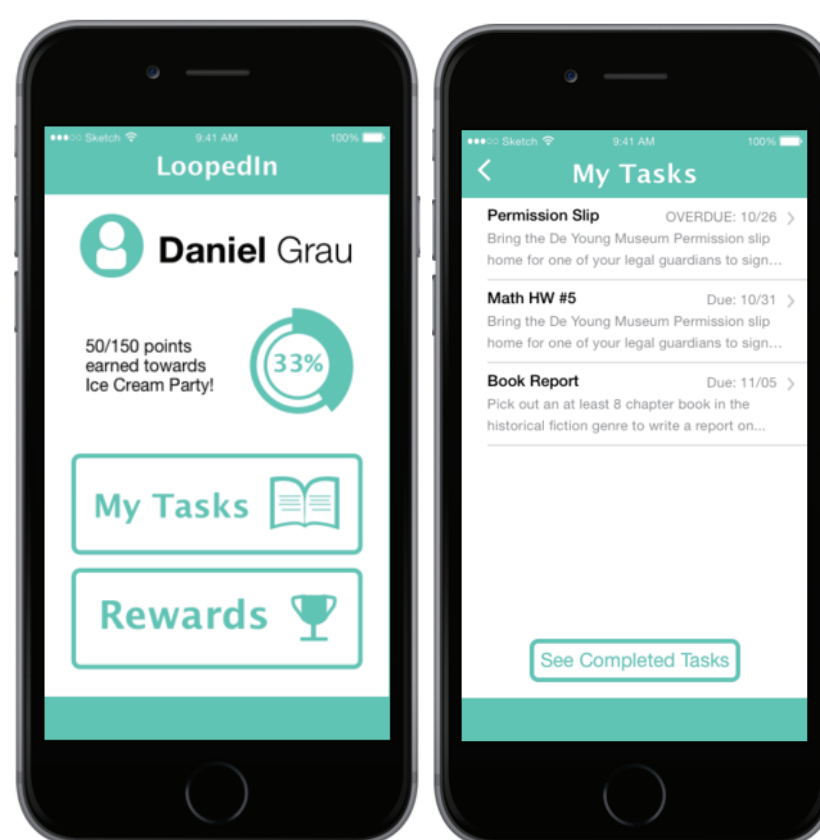 Sketch 9:41 AM 100%
LoopedIn
Daniel Grau
50/150 points
earned towards
Ice Cream Party!
33%
My Tasks
Rewards
Sketch 9:41 AM 100%
My Tasks
Permission Slip OVERDUE: 10/26
Bring the De Young Museum Permission slip
home for one of your legal guardians to sign...
Math HW #5 Due: 10/31
Bring the De Young Museum Permission slip
home for one of your legal guardians to sign...
Book Report Due: 11/05
Pick out an at least 8 chapter book in the
historical fiction genre to write a report on...
See Completed Tasks